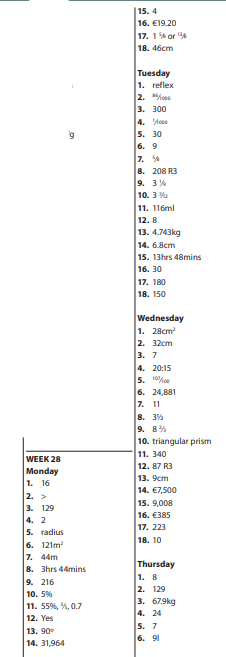 WEEK 28
Monday
1. 16
2. >
3. 129
4. 2
5. radius
6. 121m²
7. 44m
8. 3hrs 44mins
9. 216
10. 5%
11. 55%, ⅗, 0.7
12. Yes
13. 90º
14. 31,964
15. 4
16. €19.20
17. 1 ⅝ or 13/8
18. 46cm
Tuesday
1. reflex
2. 86/1000
3. 300
4. 1/1000
5. 30
6. 9
7. ⅝
8. 208 R3
9. 3 ⅛
10. 3 7/12
11. 116ml
12. 8
13. 4.743kg
14. 6.8cm
15. 13hrs 48mins
16. 30
17. 180
18. 150
Wednesday
1. 28cm²
2. 32cm
3. 7
4. 20:15
5. 107/100
6. 24,881
7. 11
8. 3½
9. 8 ⅔
10. triangular prism
11. 340
12. 87 R3
13. 9cm
14. €7,500
15. 9,008
16. €385
17. 223
18. 10
Thursday
1. 8
2. 129
3. 67.9kg
4. 24
5. 7
6. 9l